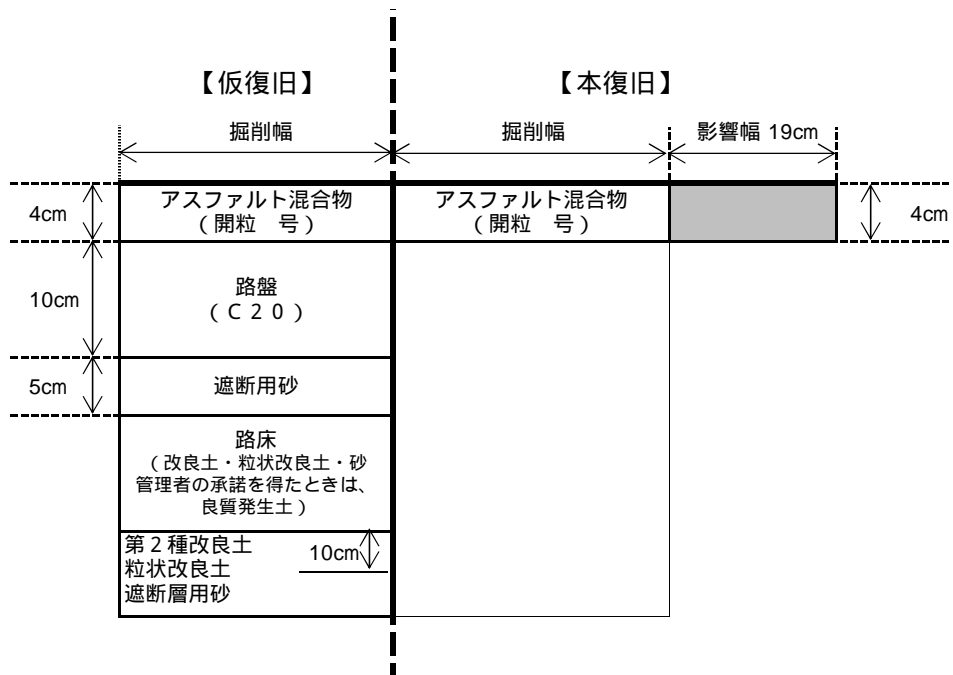 【仮復旧】
【本復旧】
掘削幅
掘削幅
影響幅 19cm
4cm
アスファルト混合物
（開粒　号）
アスファルト混合物
（開粒　号）
4cm
10cm
路盤
（C２０）
5cm
遮断用砂
路床
（改良土・粒状改良土・砂
管理者の承諾を得たときは、
良質発生土）
第２種改良土
粒状改良土
遮断層用砂
10cm